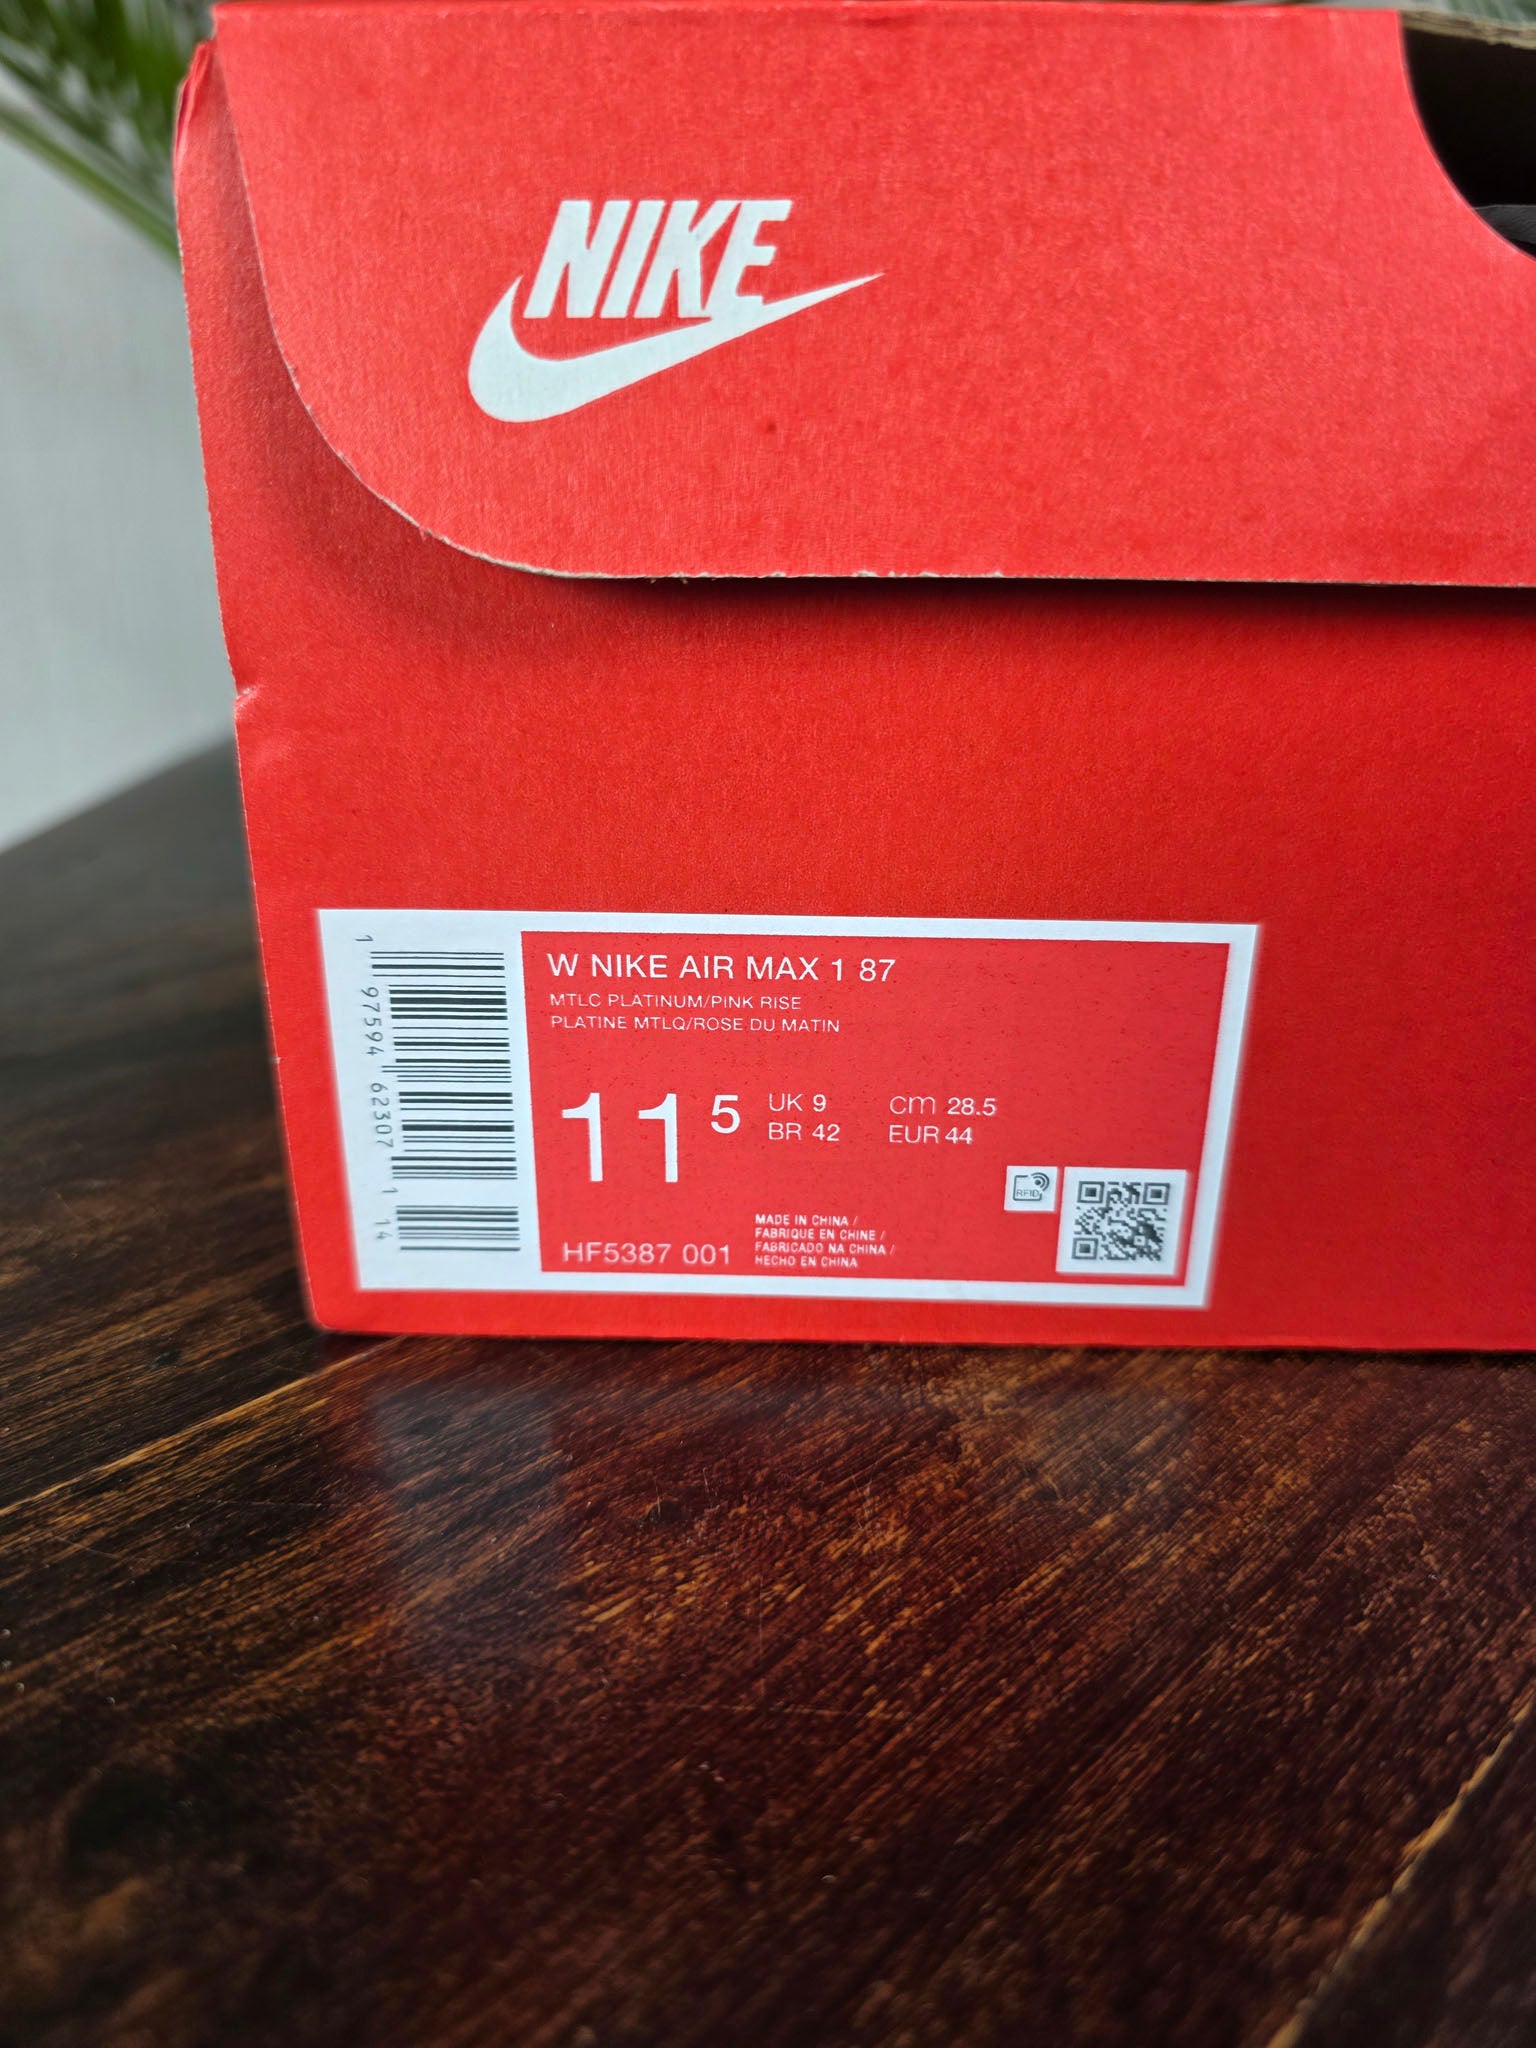 NIKE
W NIKE AIR MAX 1 87
MTLC PLATINUM/PINK RISE
PLATINE MTLQ/ROSE DU MATIN
11 5
UK 9 cm 28.5
BR 42 EUR 44
RFID
HF5387 001
MADE IN CHINA /
FABRIQUE EN CHINE /
FABRICADO NA CHINA /
HECHO EN CHINA
1 97594 62307 1 14